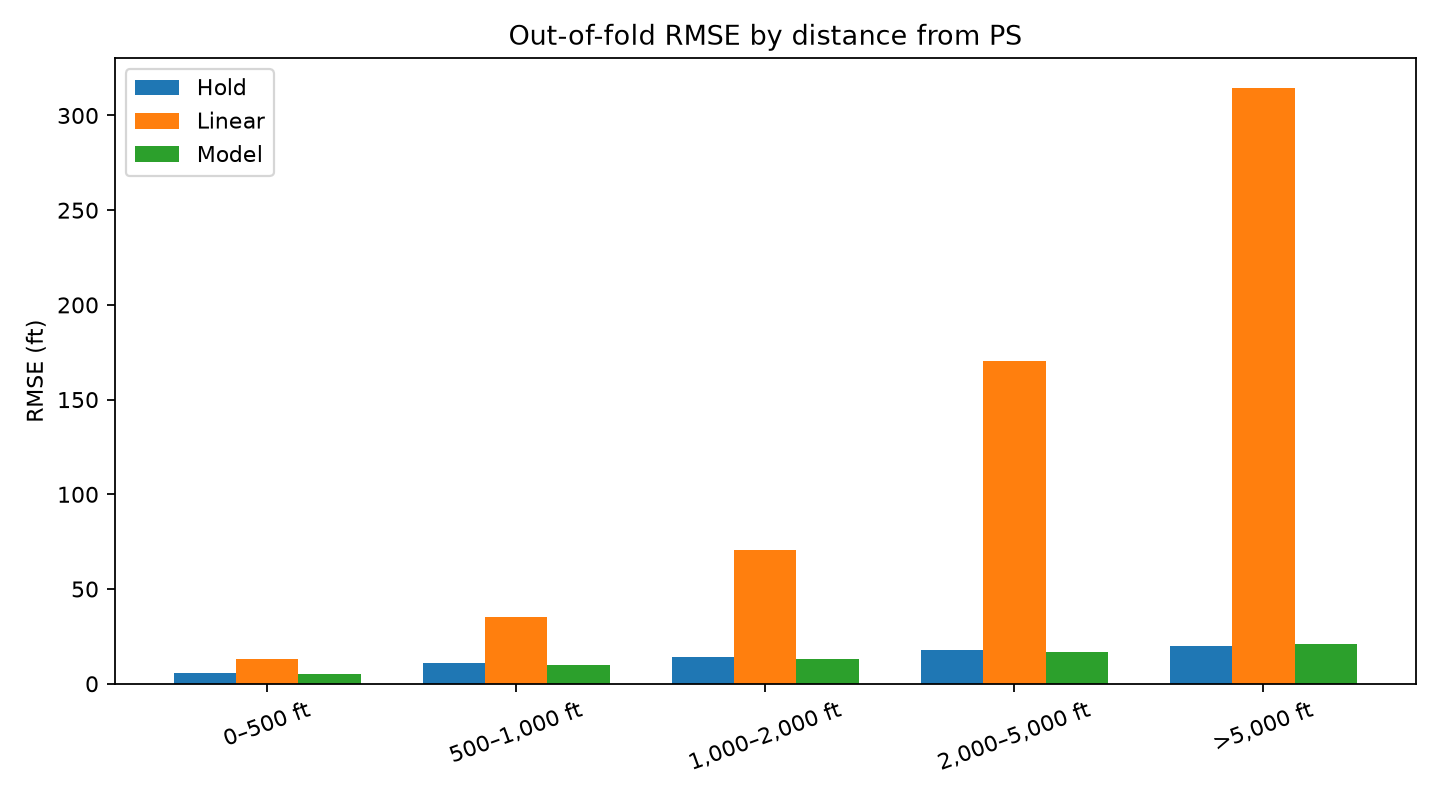 Out-of-fold RMSE by distance from PS
Hold
Linear
Model
RMSE (ft)
300
250
200
150
100
50
0
0–500 ft
500–1,000 ft
1,000–2,000 ft
2,000–5,000 ft
>5,000 ft